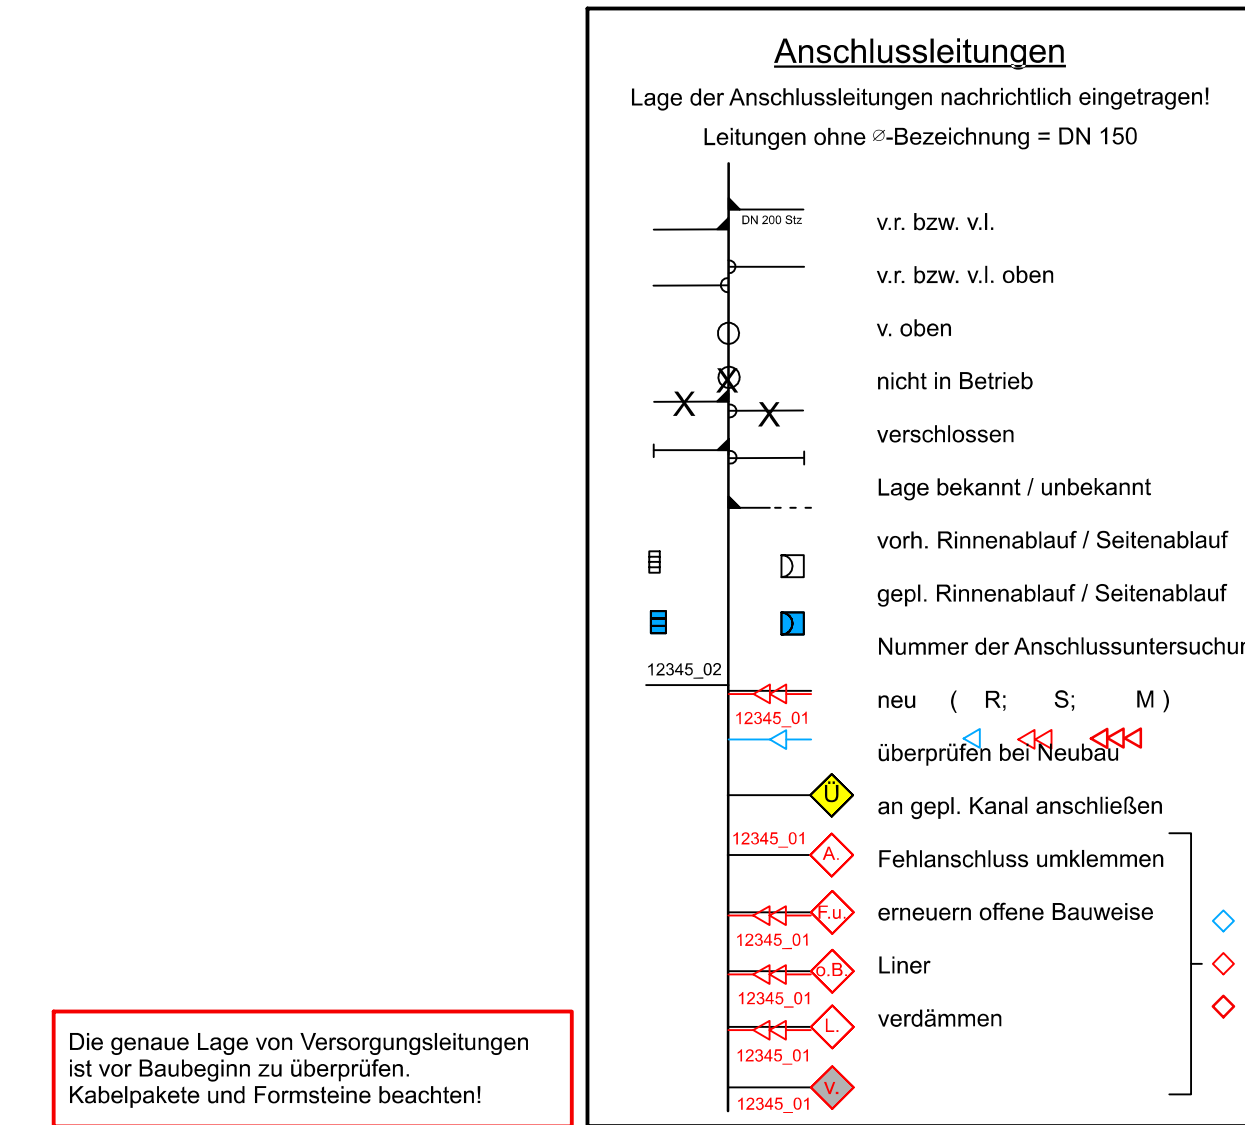 Anschlussleitungen
Lage der Anschlussleitungen nachrichtlich eingetragen!
Leitungen ohne ∅-Bezeichnung = DN 150
DN 200 Stz
v.r. bzw. v.l.
v.r. bzw. v.l. oben
v. oben
X
nicht in Betrieb
X X
verschlossen
Lage bekannt / unbekannt
vorh. Rinnenablauf / Seitenablauf
gepl. Rinnenablauf / Seitenablauf
Nummer der Anschlussuntersuchun
12345_02
neu ( R; S; M )
12345_01
überprüfen bei Neubau
Ü
an gepl. Kanal anschließen
12345_01
A.
Fehlanschluss umklemmen
F.u.
erneuern offene Bauweise
12345_01
o.B.
Liner
12345_01
L.
verdämmen
12345_01
v.
12345_01
Die genaue Lage von Versorgungsleitungen
ist vor Baubeginn zu überprüfen.
Kabelpakete und Formsteine beachten!